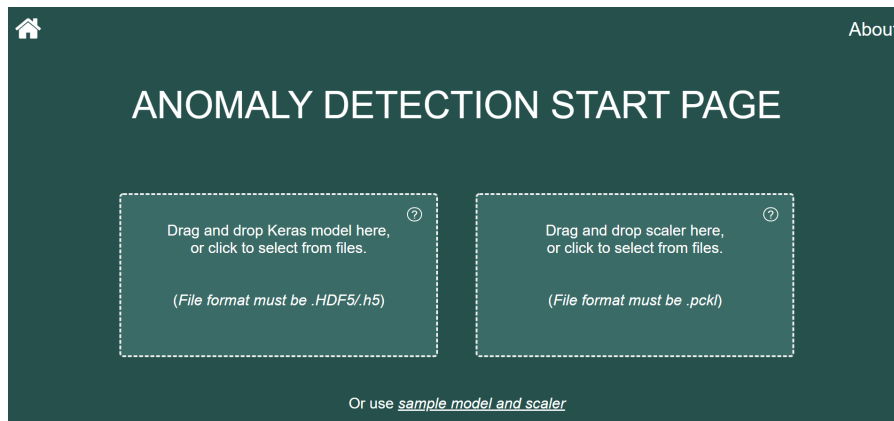 About
ANOMALY DETECTION START PAGE
?
Drag and drop Keras model here,
or click to select from files.
(File format must be .HDF5/.h5)
?
Drag and drop scaler here,
or click to select from files.
(File format must be .pckl)
Or use sample model and scaler